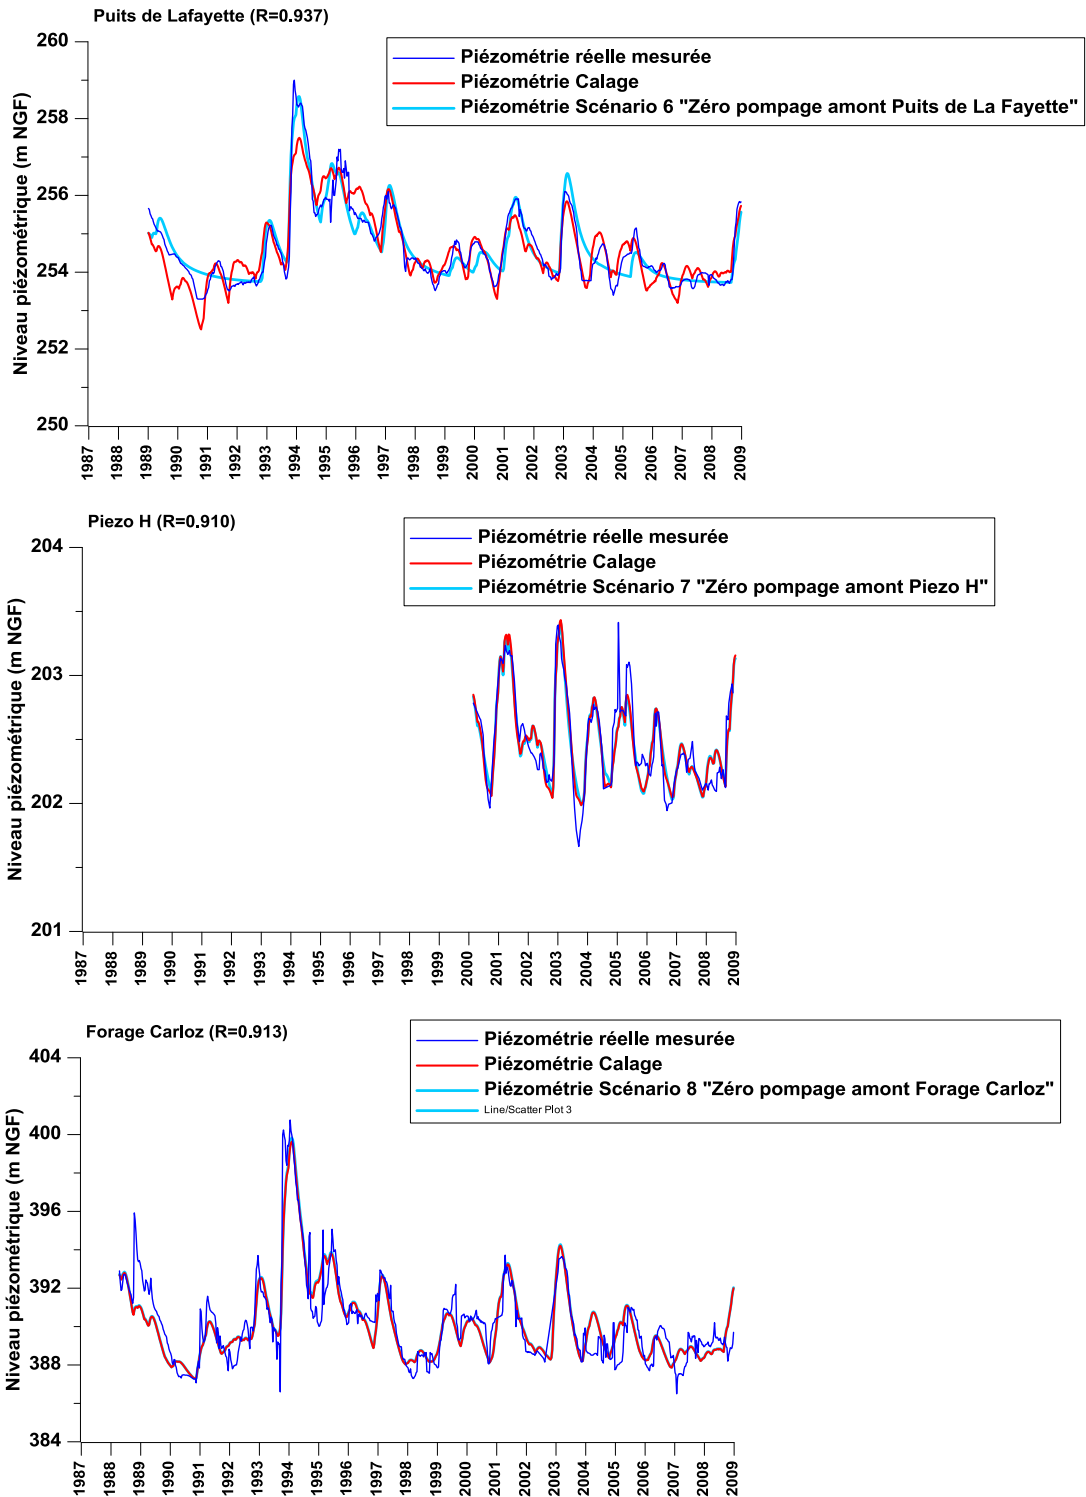 Puits de Lafayette (R=0.937)
Piézométrie réelle mesurée
Piézométrie Calage
Piézométrie Scénario 6 "Zéro pompage amont Puits de La Fayette"
Niveau piézométrique (m NGF)
260
258
256
254
252
250
1987 1988 1989 1990 1991 1992 1993 1994 1995 1996 1997 1998 1999 2000 2001 2002 2003 2004 2005 2006 2007 2008 2009
Piezo H (R=0.910)
Piézométrie réelle mesurée
Piézométrie Calage
Piézométrie Scénario 7 "Zéro pompage amont Piezo H"
Niveau piézométrique (m NGF)
204
203
202
201
1987 1988 1989 1990 1991 1992 1993 1994 1995 1996 1997 1998 1999 2000 2001 2002 2003 2004 2005 2006 2007 2008 2009
Forage Carloz (R=0.913)
Piézométrie réelle mesurée
Piézométrie Calage
Piézométrie Scénario 8 "Zéro pompage amont Forage Carloz"
Line/Scatter Plot 3
Niveau piézométrique (m NGF)
404
400
396
392
388
384
1987 1988 1989 1990 1991 1992 1993 1994 1995 1996 1997 1998 1999 2000 2001 2002 2003 2004 2005 2006 2007 2008 2009